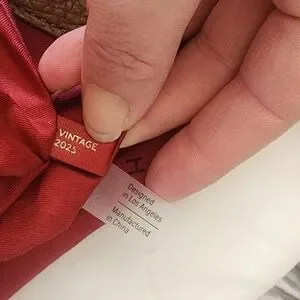 VINTAGE
2025
Designed
in Los Angeles
Manufactured
in China